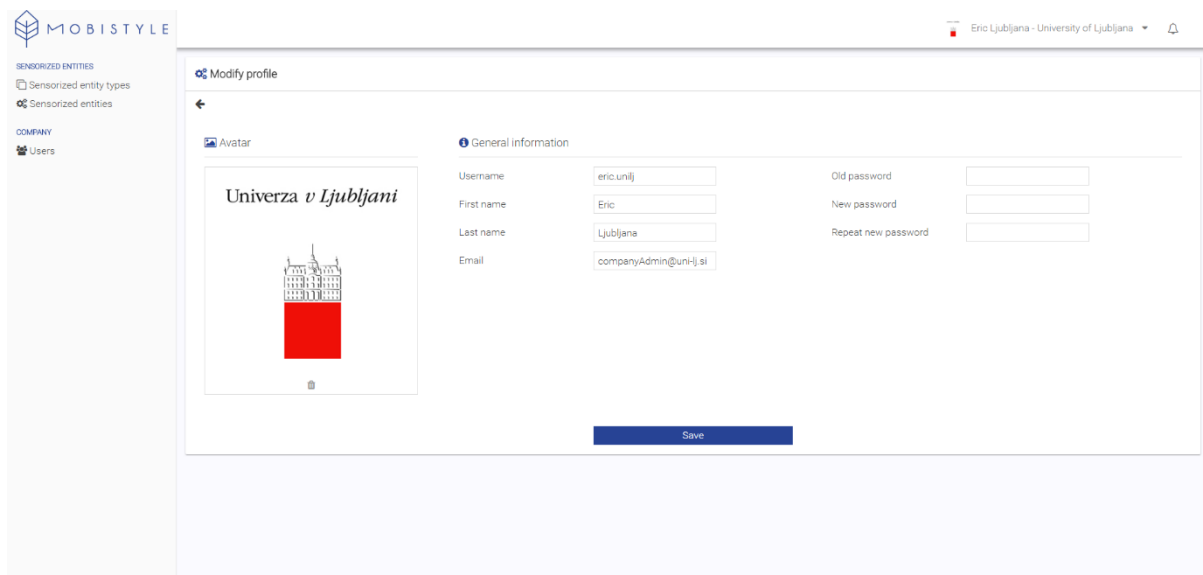 MOBISTYLE
Eric Ljubljana - University of Ljubljana
SENSORIZED ENTITIES
Sensorized entity types
Sensorized entities
COMPANY
Users
Modify profile
Avatar
Univerza v Ljubljani
General information
Username eric.unilj
First name Eric
Last name Ljubljana
Email companyAdmin@uni-lj.si
Old password
New password
Repeat new password
Save